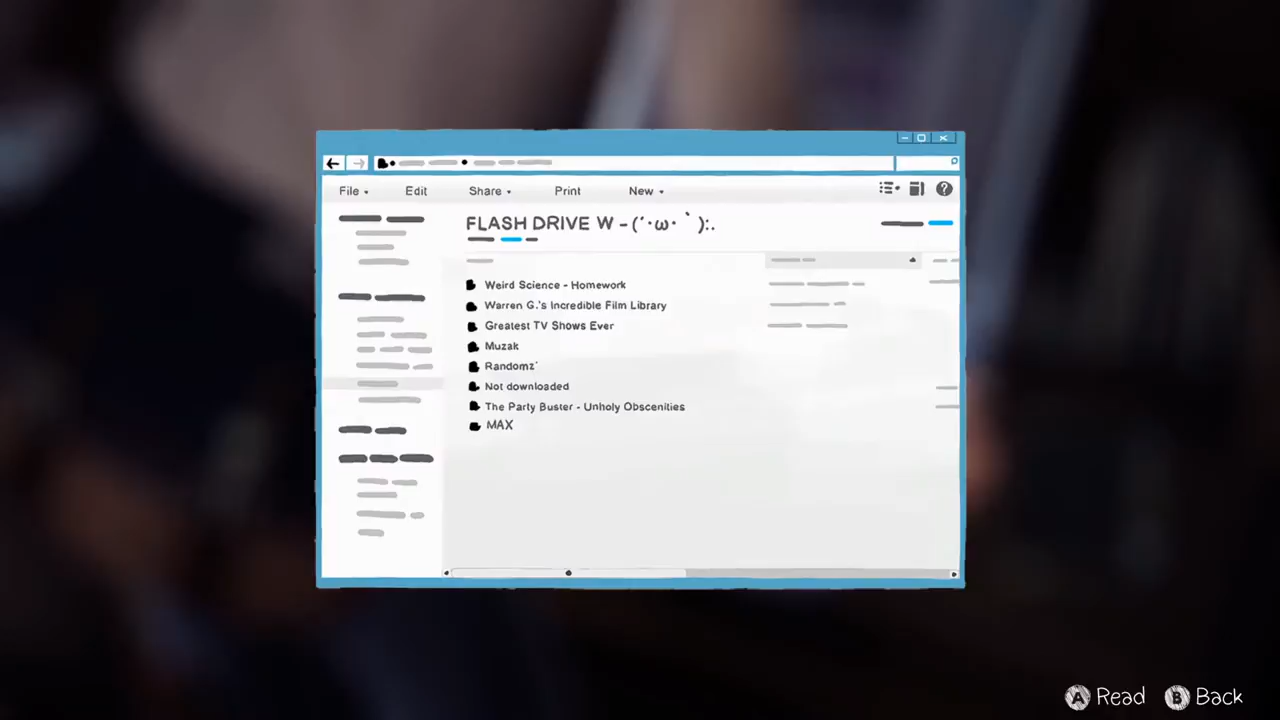 File Edit Share Print New
FLASH DRIVE W -(´･ω･｀):.
Weird Science - Homework
Warren G.'s Incredible Film Library
Greatest TV Shows Ever
Muzak
Randomz'
Not downloaded
The Party Buster - Unholy Obscenities
MAX
A Read B Back